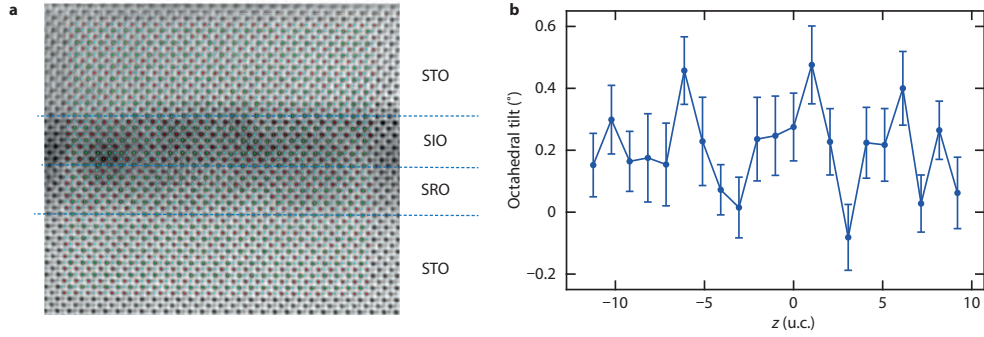 a
STO
SIO
SRO
STO
b
0.6
0.4
0.2
0
−0.2
Octahedral tilt (°)
−10
−5
0
5
10
z (u.c.)